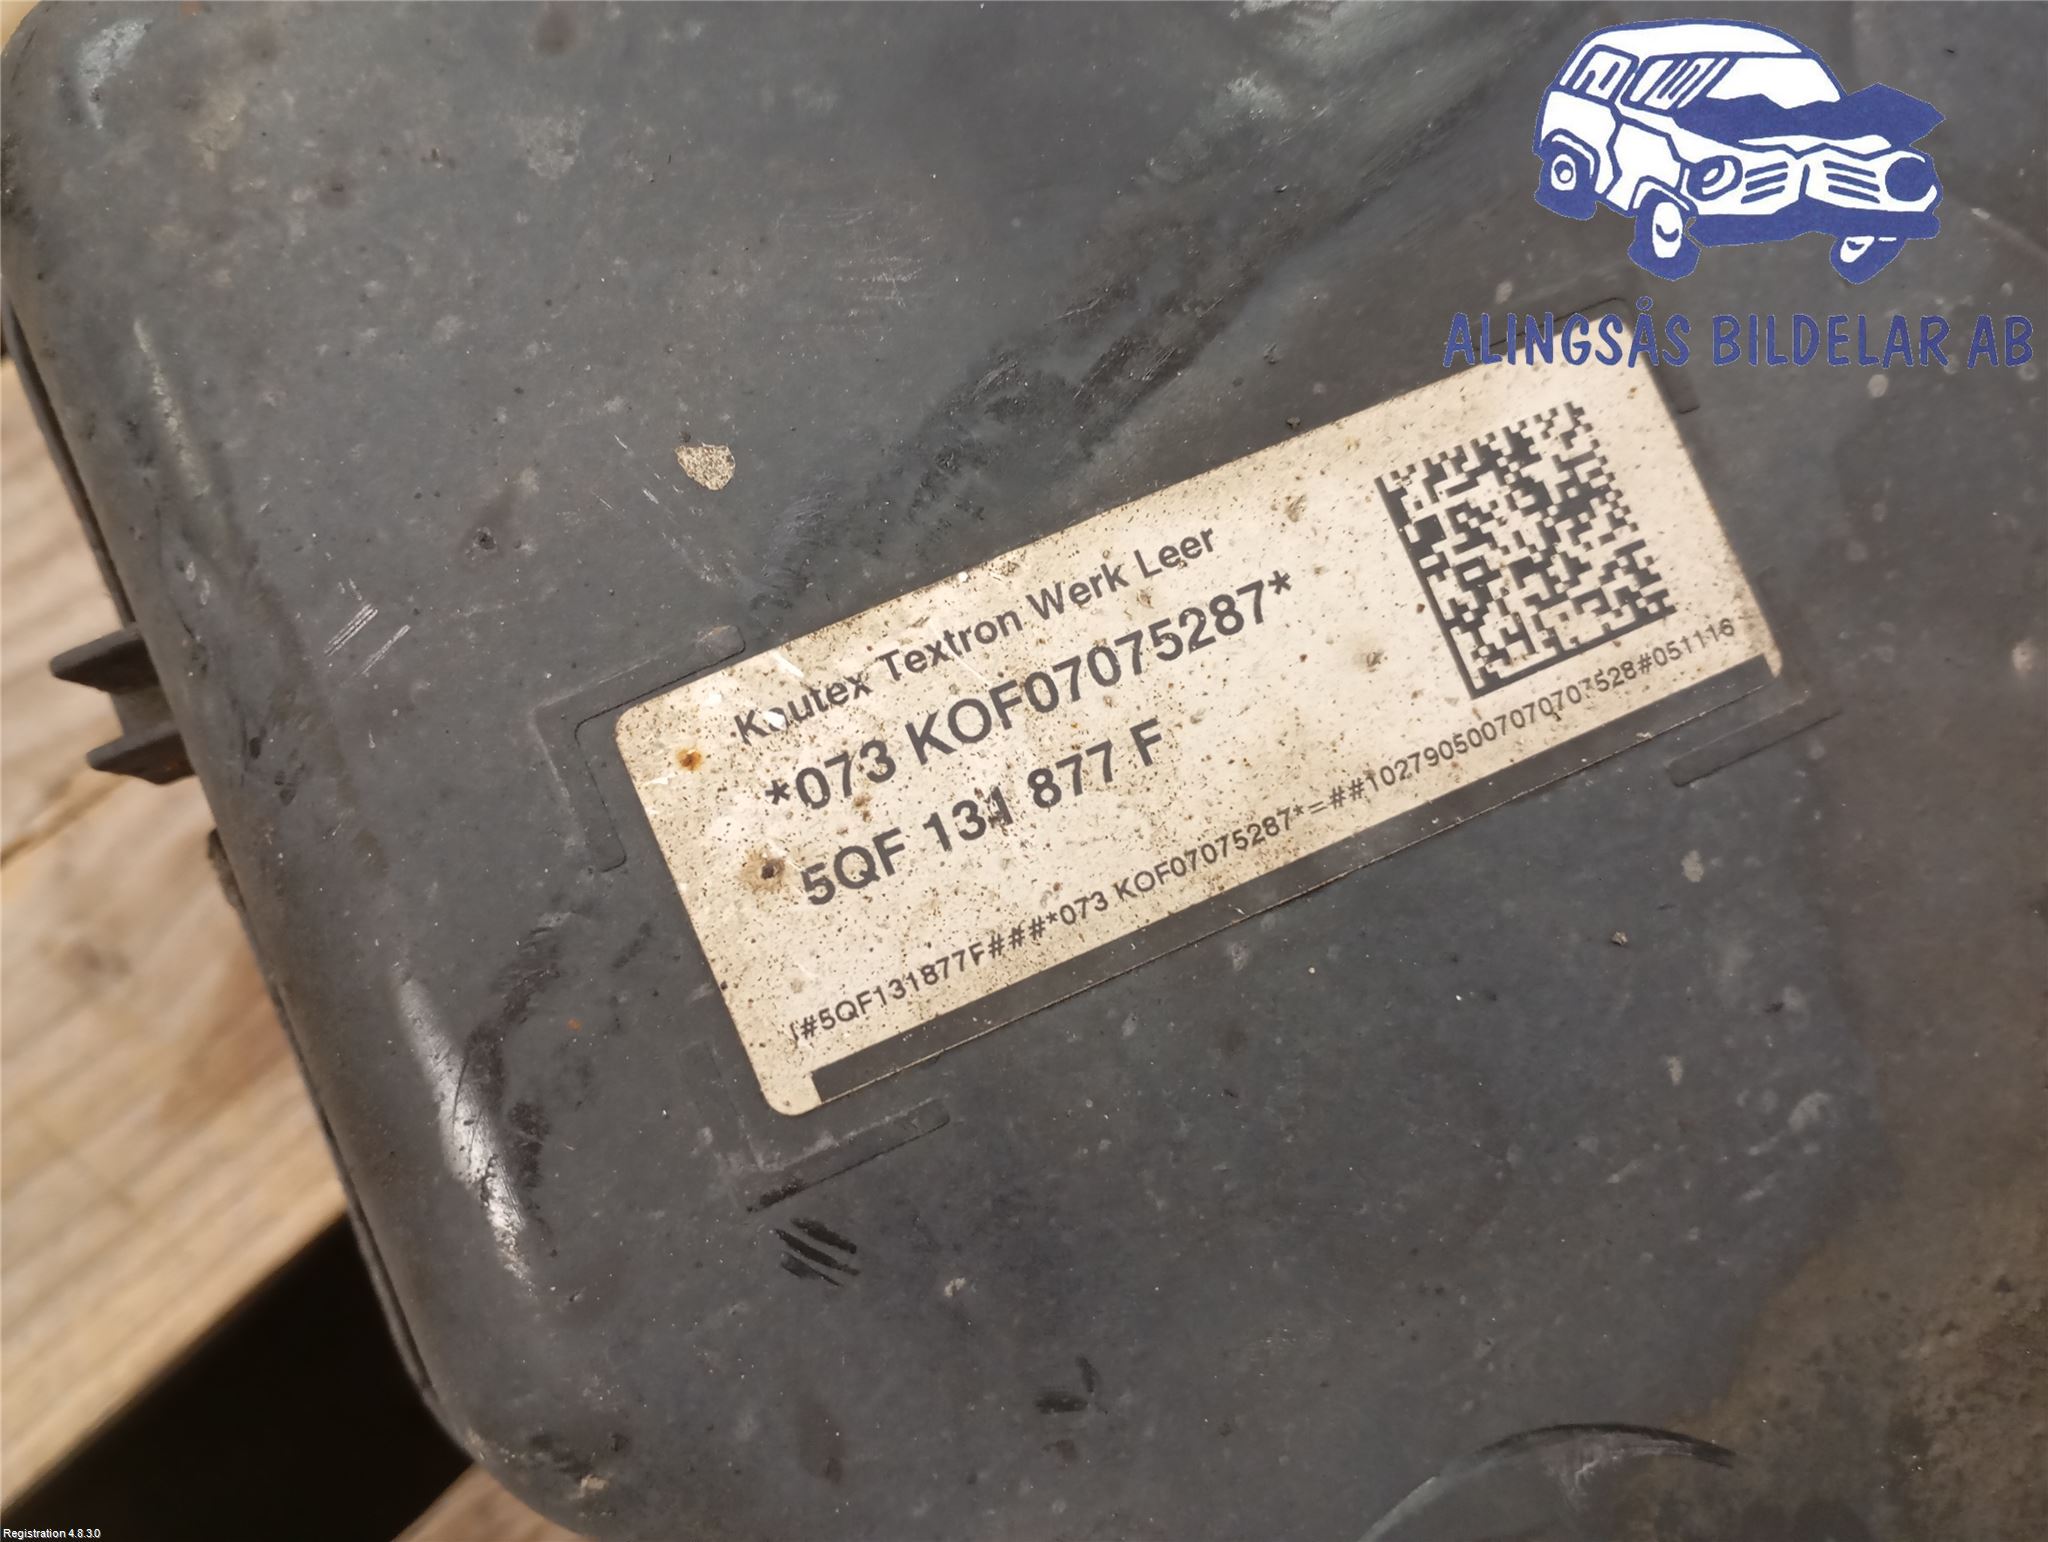 ALINGSÅS BILDELAR AB
Kautex Textron Werk Leer
*073 KOF07075287*
5QF 131 877 F
#5QF131877F###*073 KOF07075287*=##102790500707070707528#051116
Registration 4.8.3.0